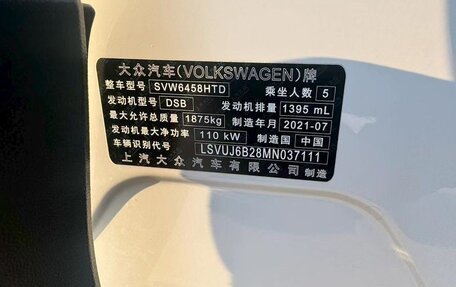 大众汽车(VOLKSWAGEN)牌
整车型号 SVW6458HTD 乘坐人数 5
发动机型号 DSB 发动机排量 1395 mL
最大允许总质量 1875kg 制造年月 2021-07
发动机最大净功率 110 kW 制造国 中国
车辆识别代号 LSVUJ6B28MN037111
上汽大众汽车有限公司 制造